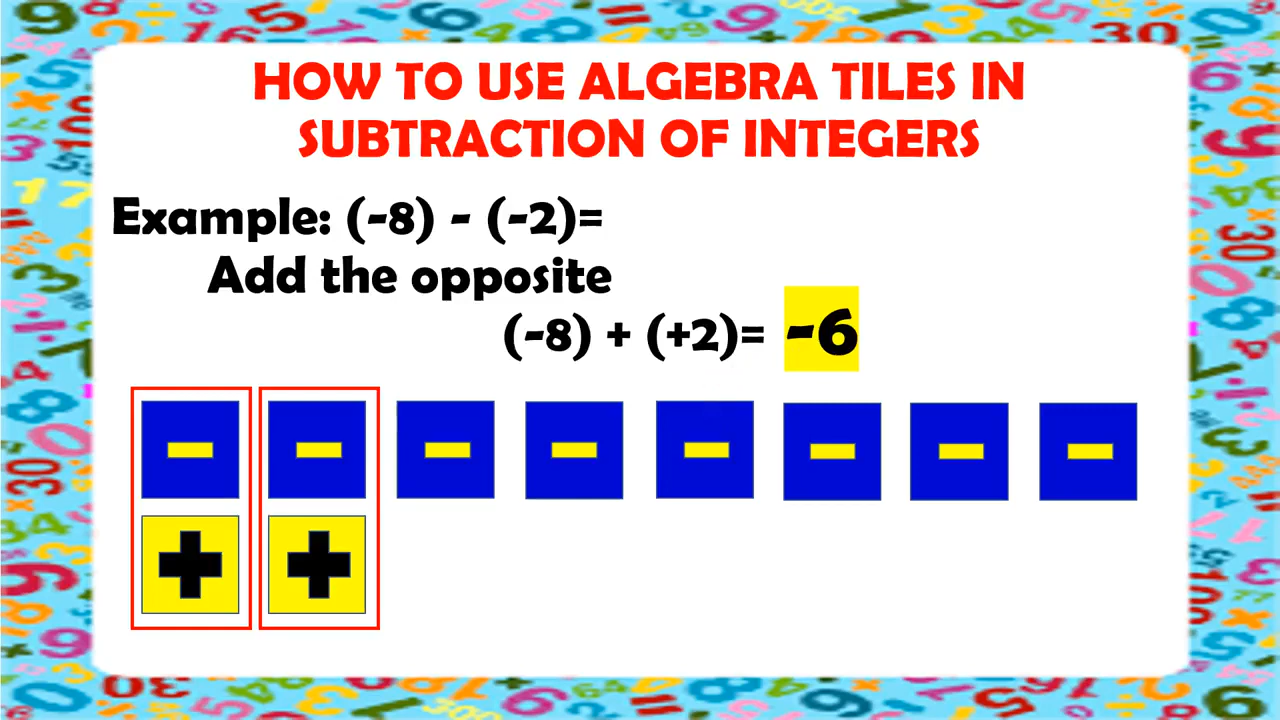 HOW TO USE ALGEBRA TILES IN
SUBTRACTION OF INTEGERS
Example: (-8) - (-2)=
Add the opposite
(-8) + (+2)= -6
- - - - - - - -
+ +